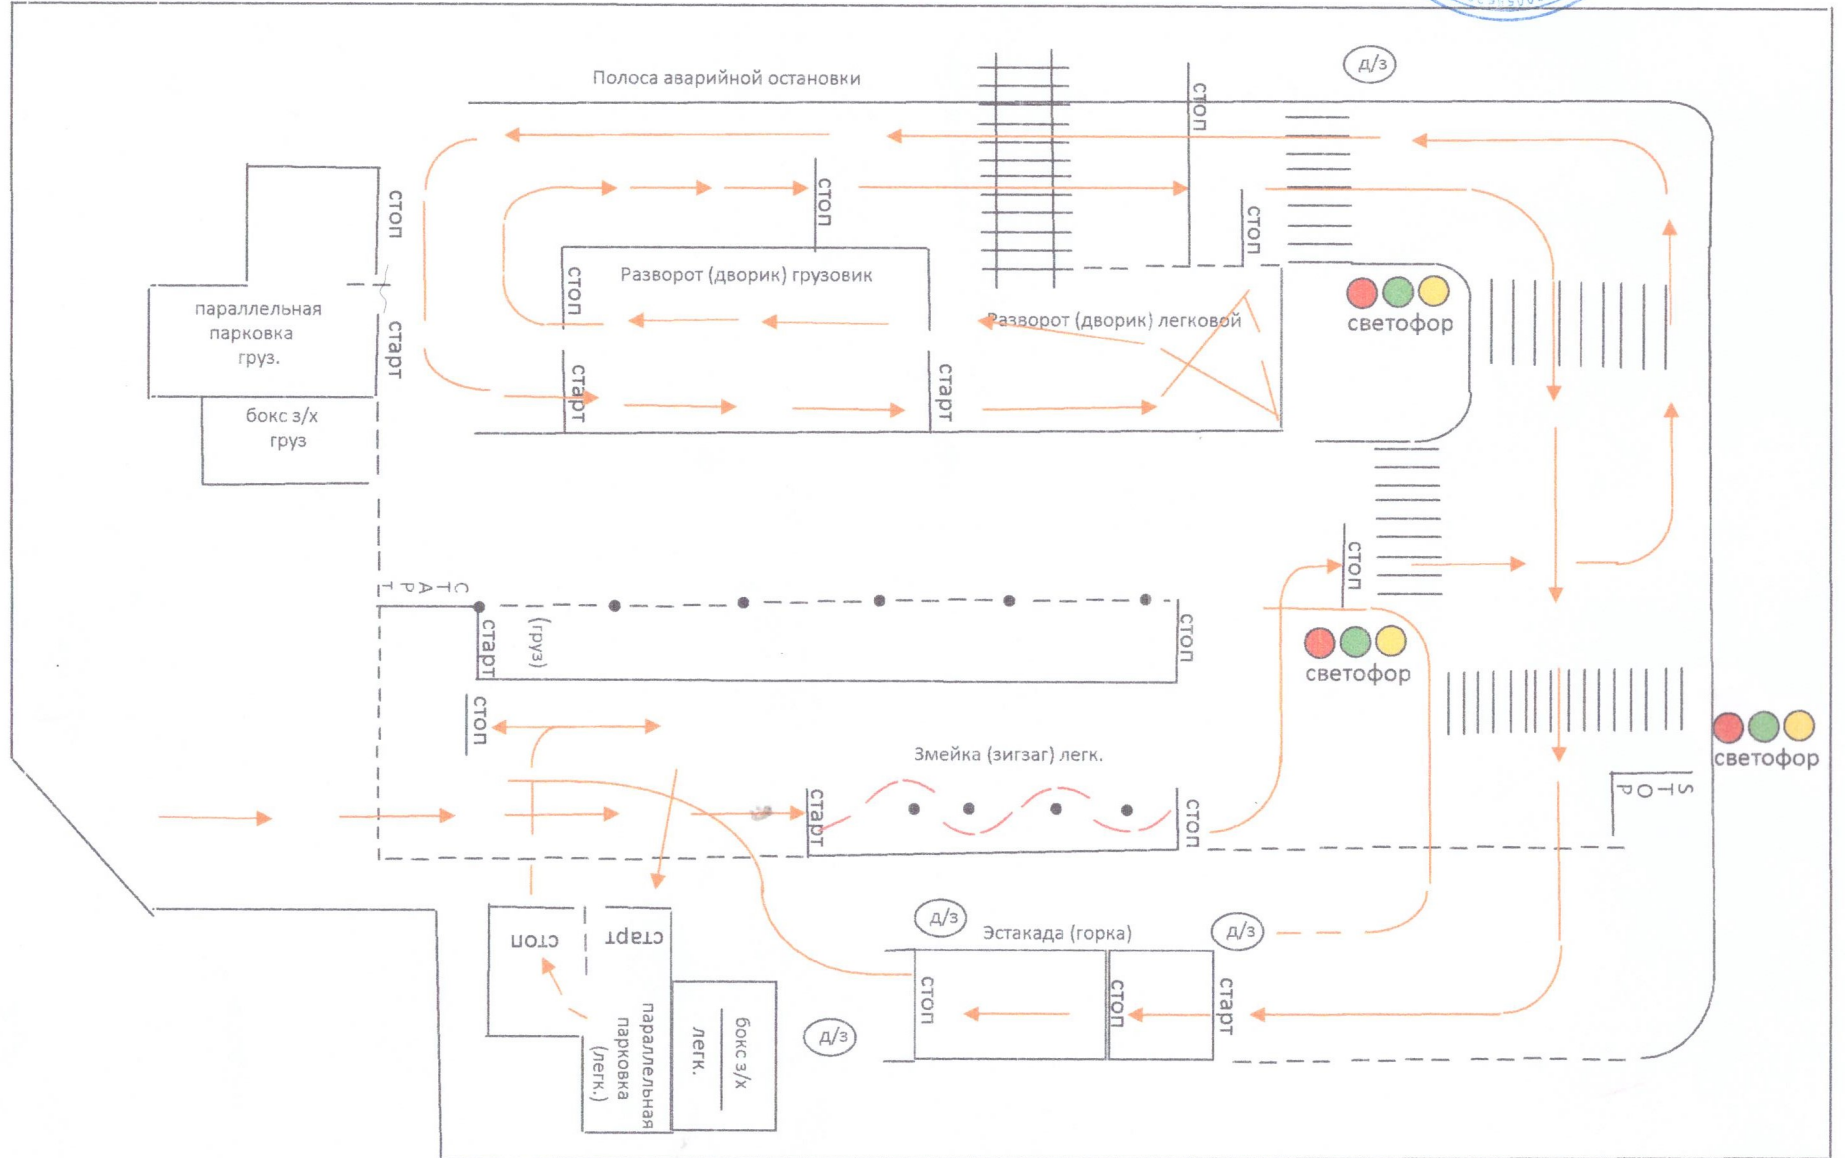 Полоса аварийной остановки
д/з
стоп
стоп
стоп
стоп
Разворот (дворик) грузовик
стоп
Разворот (дворик) легковой
светофор
параллельная
парковка
груз.
старт
старт
старт
бокс з/х
груз
стоп
СТАРТ
старт
(груз)
стоп
светофор
стоп
Змейка (зигзаг) легк.
светофор
STOP
старт
стоп
д/з
Эстакада (горка)
д/з
стоп
старт
стоп
стоп
старт
параллельная
парковка
(легк.)
бокс з/х
легк.
д/з